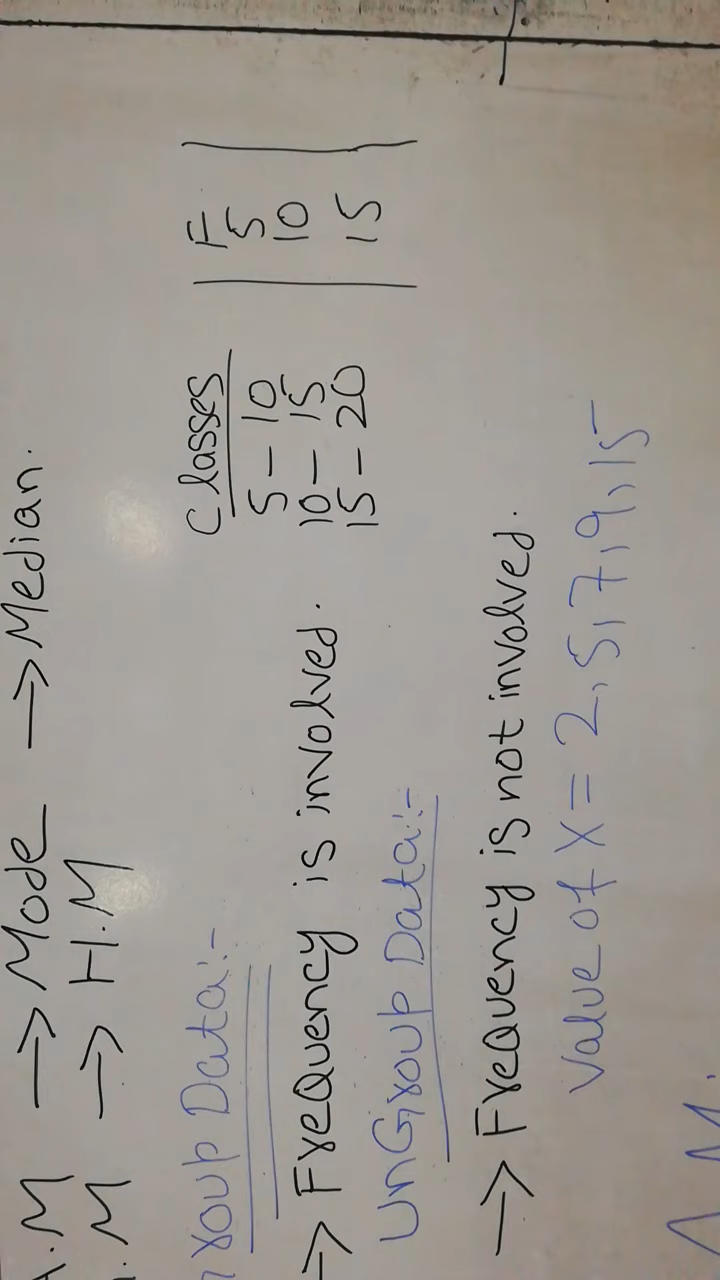 A.M → Mode → Median.
.M → H.M
roup Data:-
→ Frequency is involved.
Classes | F |
5 - 10 | 5
10 - 15 | 10
15 - 20 | 15
UnGroup Data:-
→ Frequency is not involved.
Value of X = 2,5,7,9,15
A.M.